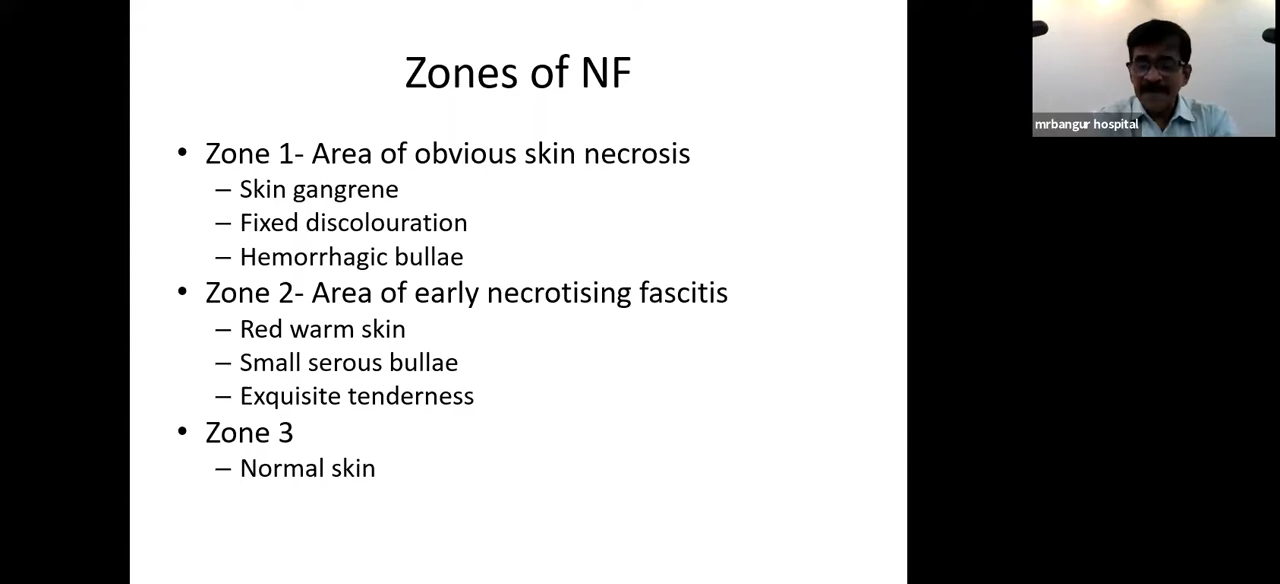 Zones of NF
• Zone 1- Area of obvious skin necrosis
– Skin gangrene
– Fixed discolouration
– Hemorrhagic bullae
• Zone 2- Area of early necrotising fascitis
– Red warm skin
– Small serous bullae
– Exquisite tenderness
• Zone 3
– Normal skin
mrbangur hospital